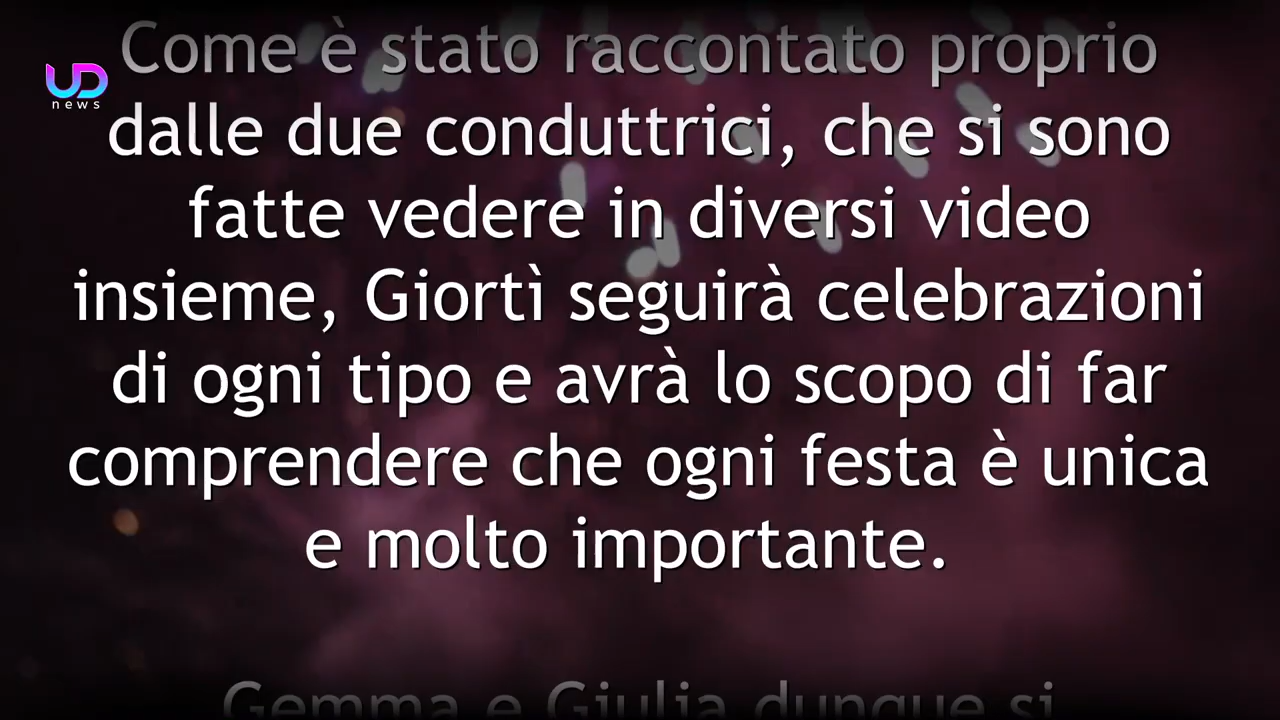 Come è stato raccontato proprio
UD
news
dalle due conduttrici, che si sono
fatte vedere in diversi video
insieme, Giortì seguirà celebrazioni
di ogni tipo e avrà lo scopo di far
comprendere che ogni festa è unica
e molto importante.
Gemma e Giulia dunque si